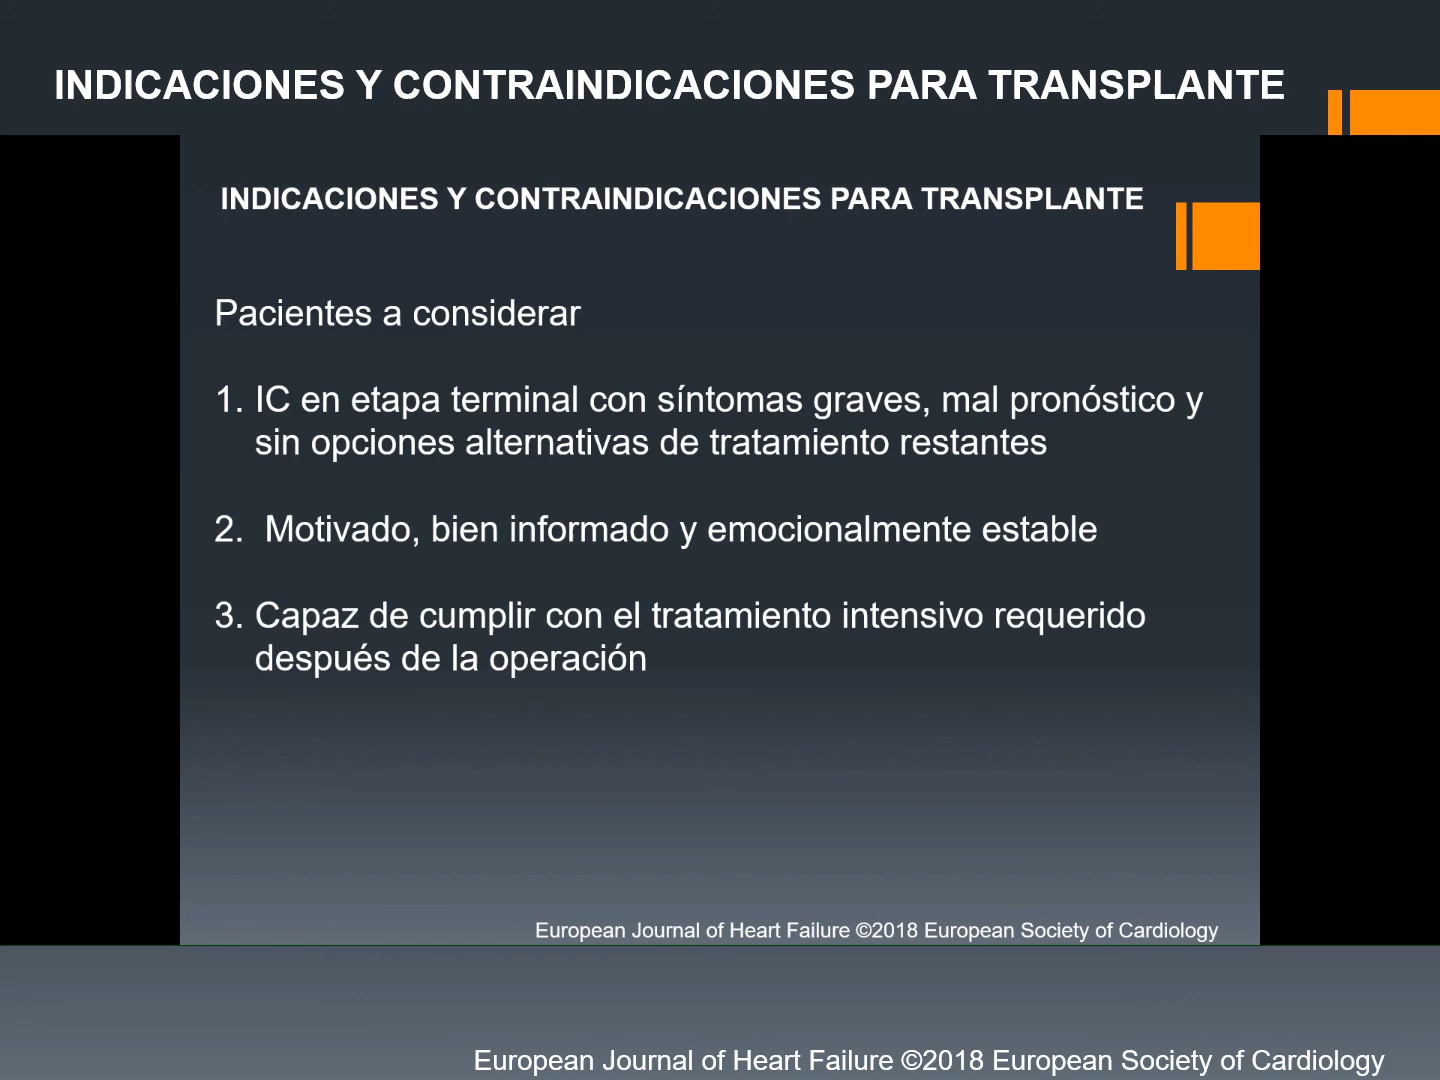 INDICACIONES Y CONTRAINDICACIONES PARA TRANSPLANTE
INDICACIONES Y CONTRAINDICACIONES PARA TRANSPLANTE
Pacientes a considerar
1. IC en etapa terminal con síntomas graves, mal pronóstico y
sin opciones alternativas de tratamiento restantes
2. Motivado, bien informado y emocionalmente estable
3. Capaz de cumplir con el tratamiento intensivo requerido
después de la operación
European Journal of Heart Failure ©2018 European Society of Cardiology
European Journal of Heart Failure ©2018 European Society of Cardiology